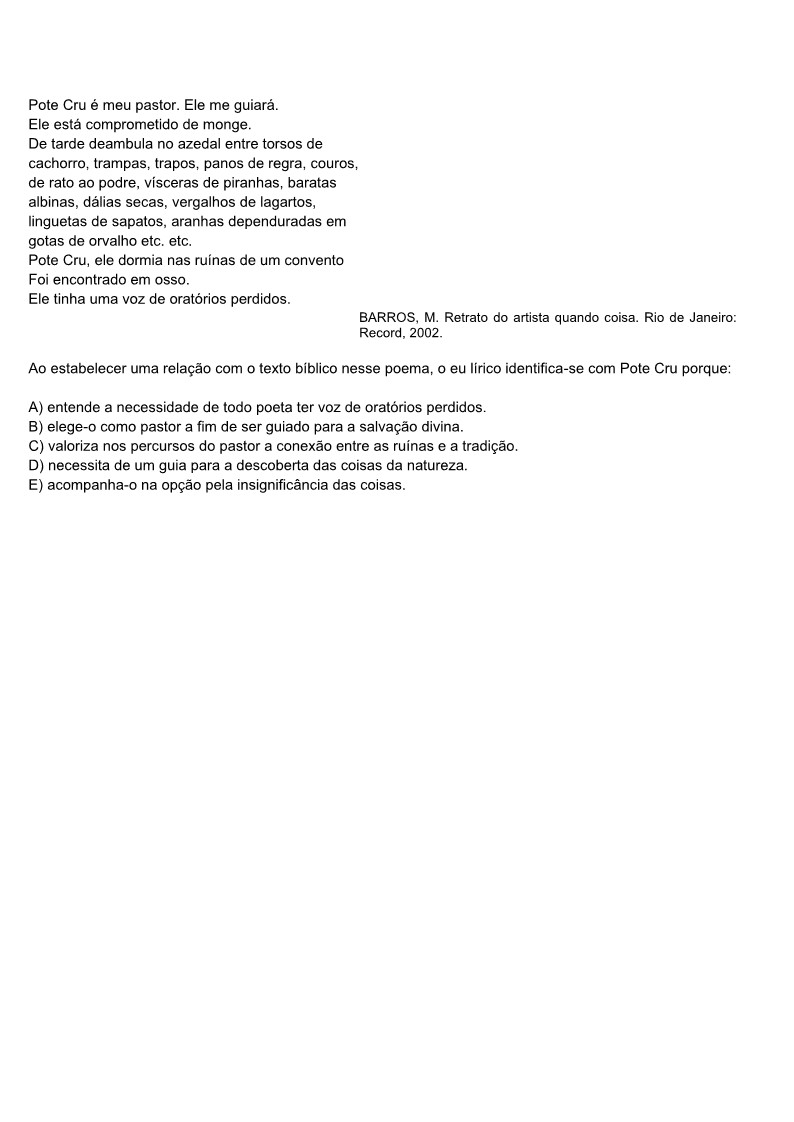 Pote Cru é meu pastor. Ele me guiará.
Ele está comprometido de monge.
De tarde deambula no azedal entre torsos de
cachorro, trampas, trapos, panos de regra, couros,
de rato ao podre, vísceras de piranhas, baratas
albinas, dálias secas, vergalhos de lagartos,
linguetas de sapatos, aranhas dependuradas em
gotas de orvalho etc. etc.
Pote Cru, ele dormia nas ruínas de um convento
Foi encontrado em osso.
Ele tinha uma voz de oratórios perdidos.
BARROS, M. Retrato do artista quando coisa. Rio de Janeiro:
Record, 2002.
Ao estabelecer uma relação com o texto bíblico nesse poema, o eu lírico identifica-se com Pote Cru porque:
A) entende a necessidade de todo poeta ter voz de oratórios perdidos.
B) elege-o como pastor a fim de ser guiado para a salvação divina.
C) valoriza nos percursos do pastor a conexão entre as ruínas e a tradição.
D) necessita de um guia para a descoberta das coisas da natureza.
E) acompanha-o na opção pela insignificância das coisas.